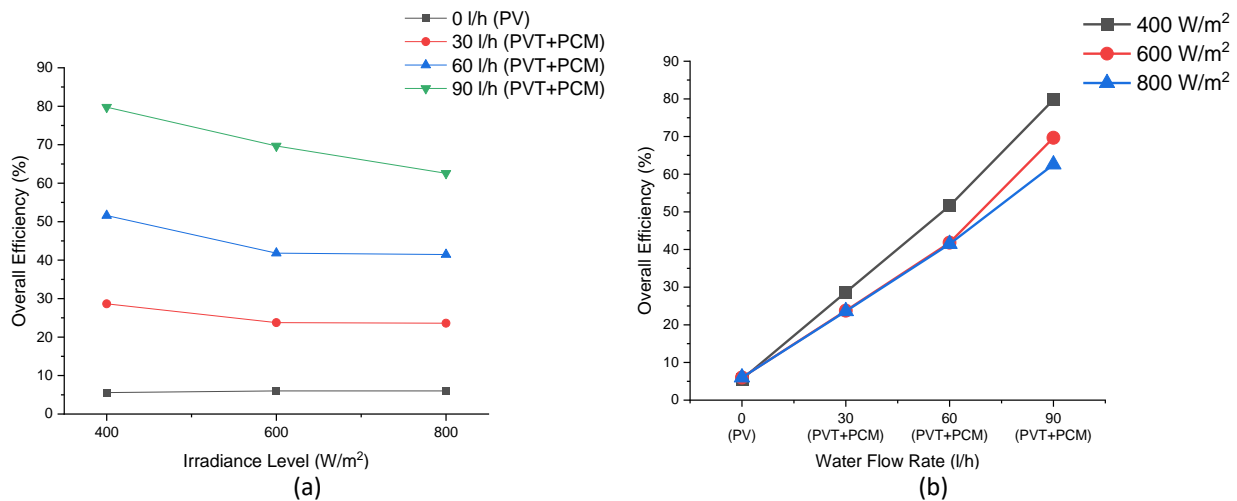 0 l/h (PV)
30 l/h (PVT+PCM)
60 l/h (PVT+PCM)
90 l/h (PVT+PCM)
90
80
70
60
50
40
30
20
10
0
Overall Efficiency (%)
400
600
800
Irradiance Level (W/m²)
(a)
400 W/m²
600 W/m²
800 W/m²
90
80
70
60
50
40
30
20
10
0
Overall Efficiency (%)
0
(PV)
30
(PVT+PCM)
60
(PVT+PCM)
90
(PVT+PCM)
Water Flow Rate (l/h)
(b)